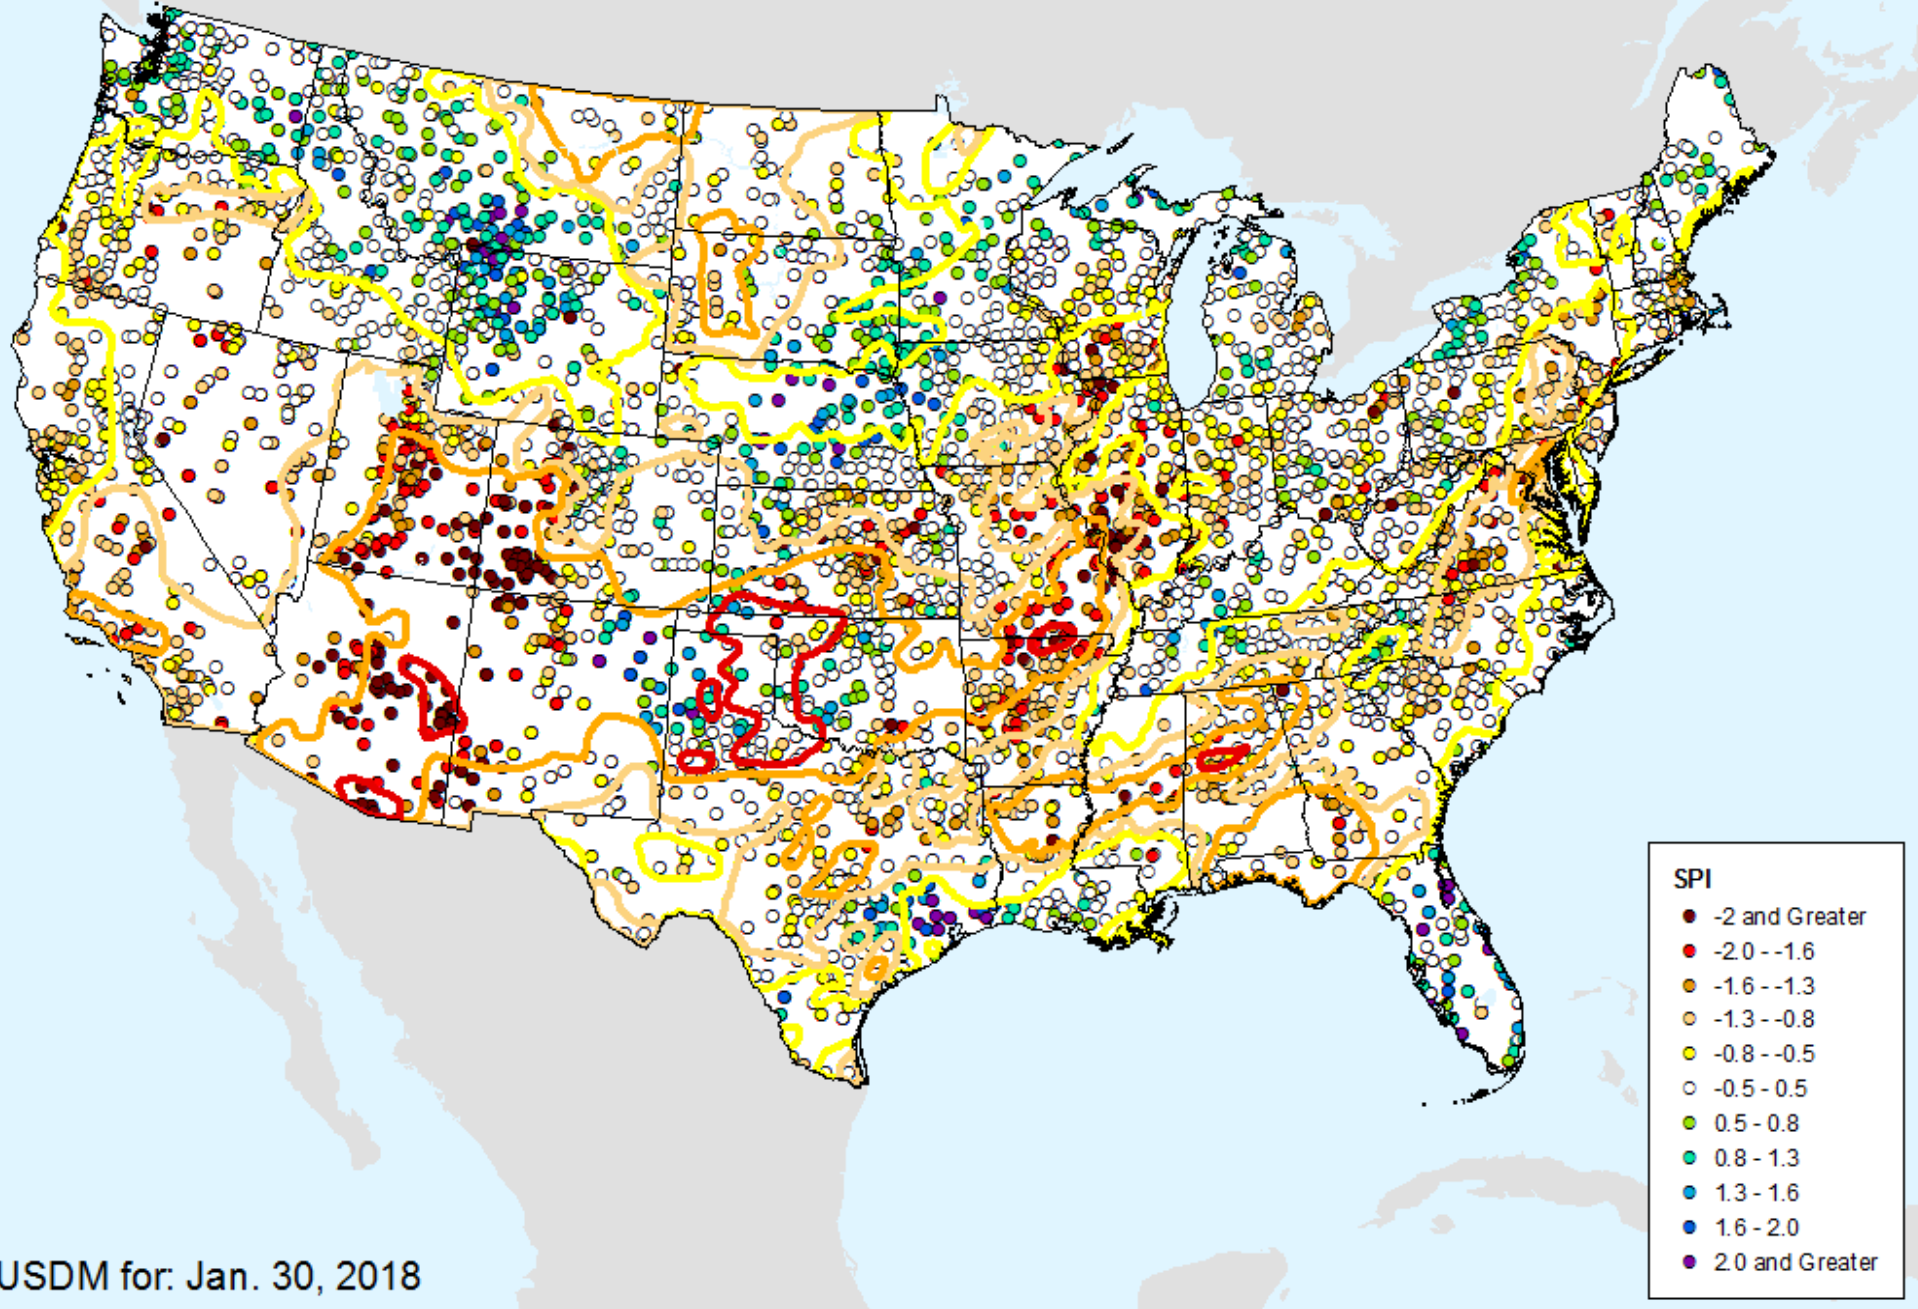 SPI
-2 and Greater
-2.0 - -1.6
-1.6 - -1.3
-1.3 - -0.8
-0.8 - -0.5
-0.5 - 0.5
0.5 - 0.8
0.8 - 1.3
1.3 - 1.6
1.6 - 2.0
2.0 and Greater
USDM for: Jan. 30, 2018